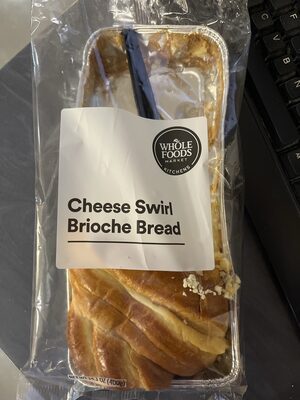 WHOLE
FOODS
MARKET
KITCHENS
Cheese Swirl
Brioche Bread